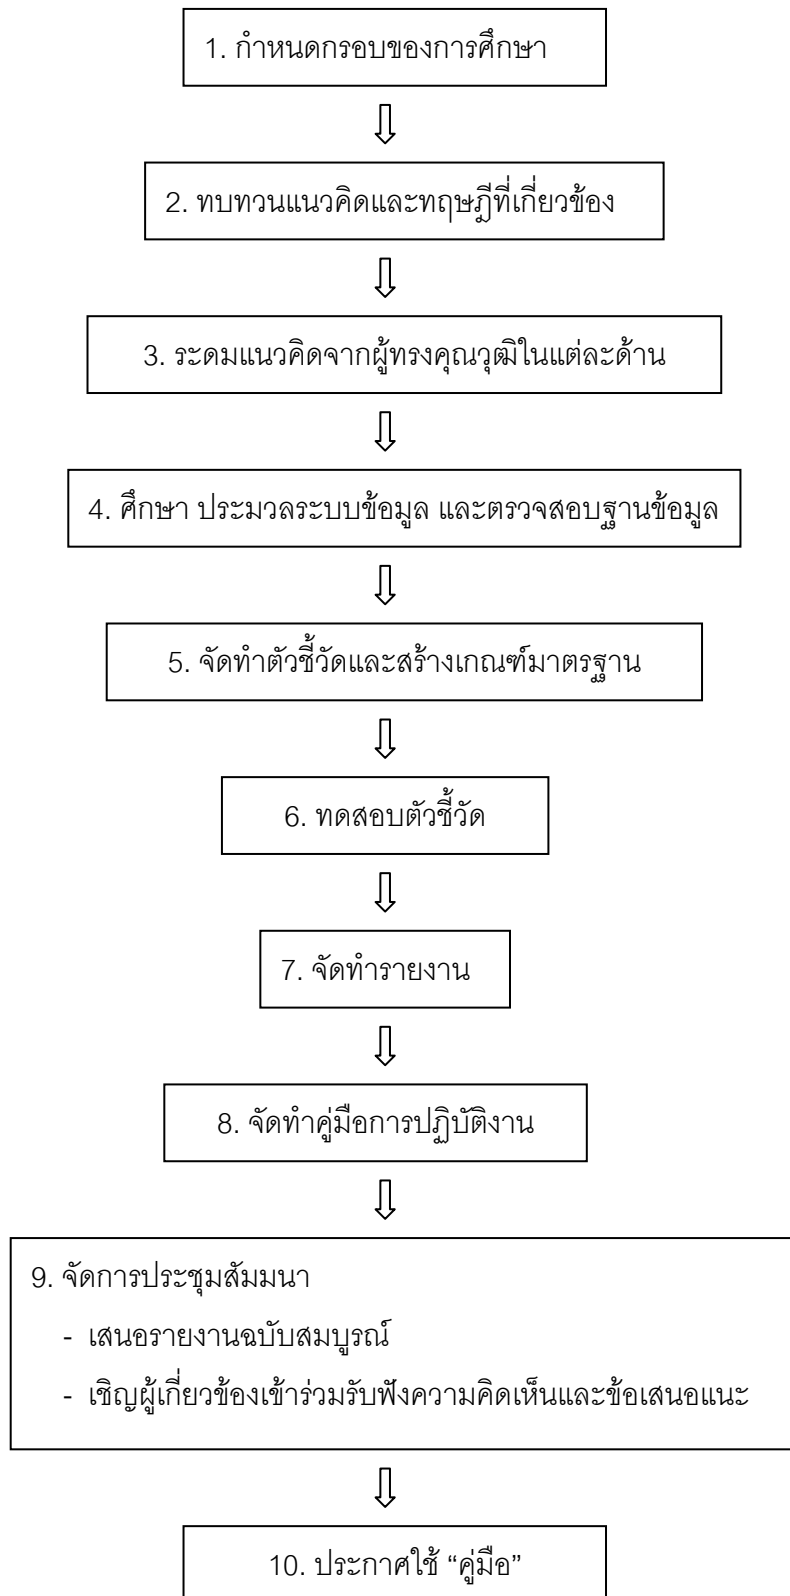 1. กำหนดกรอบของการศึกษา
2. ทบทวนแนวคิดและทฤษฎีที่เกี่ยวข้อง
3. ระดมแนวคิดจากผู้ทรงคุณวุฒิในแต่ละด้าน
4. ศึกษา ประมวลระบบข้อมูล และตรวจสอบฐานข้อมูล
5. จัดทำตัวชี้วัดและสร้างเกณฑ์มาตรฐาน
6. ทดสอบตัวชี้วัด
7. จัดทำรายงาน
8. จัดทำคู่มือการปฏิบัติงาน
9. จัดการประชุมสัมมนา
- เสนอรายงานฉบับสมบูรณ์
- เชิญผู้เกี่ยวข้องเข้าร่วมรับฟังความคิดเห็นและข้อเสนอแนะ
10. ประกาศใช้ “คู่มือ”